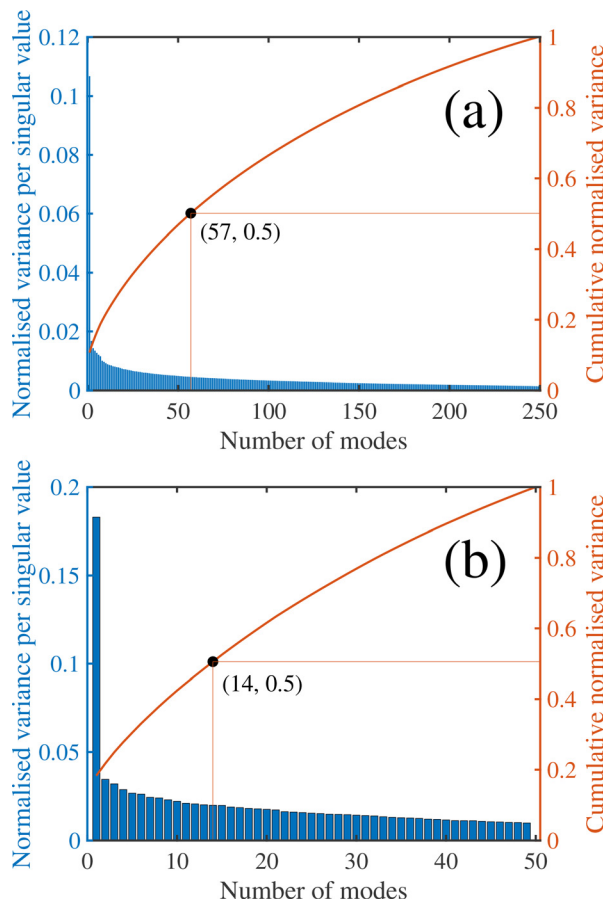 0.12
0.1
0.08
0.06
0.04
0.02
0
Normalised variance per singular value
1
0.8
0.6
0.4
0.2
0
Cumulative normalised variance
(a)
(57, 0.5)
0 50 100 150 200 250
Number of modes
0.2
0.15
0.1
0.05
0
Normalised variance per singular value
1
0.8
0.6
0.4
0.2
0
Cumulative normalised variance
(b)
(14, 0.5)
0 10 20 30 40 50
Number of modes